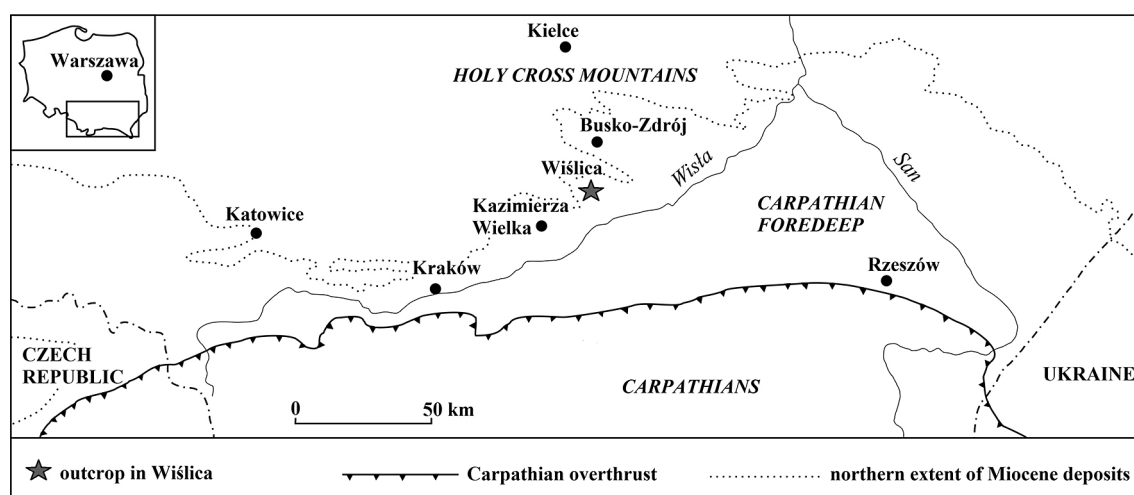 Warszawa
Kielce
HOLY CROSS MOUNTAINS
Busko-Zdrój
Wiślica
Wisła
San
Katowice
Kazimierza
Wielka
CARPATHIAN
FOREDEEP
Kraków
Rzeszów
CZECH
REPUBLIC
CARPATHIANS
UKRAINE
0 50 km
outcrop in Wiślica Carpathian overthrust northern extent of Miocene deposits